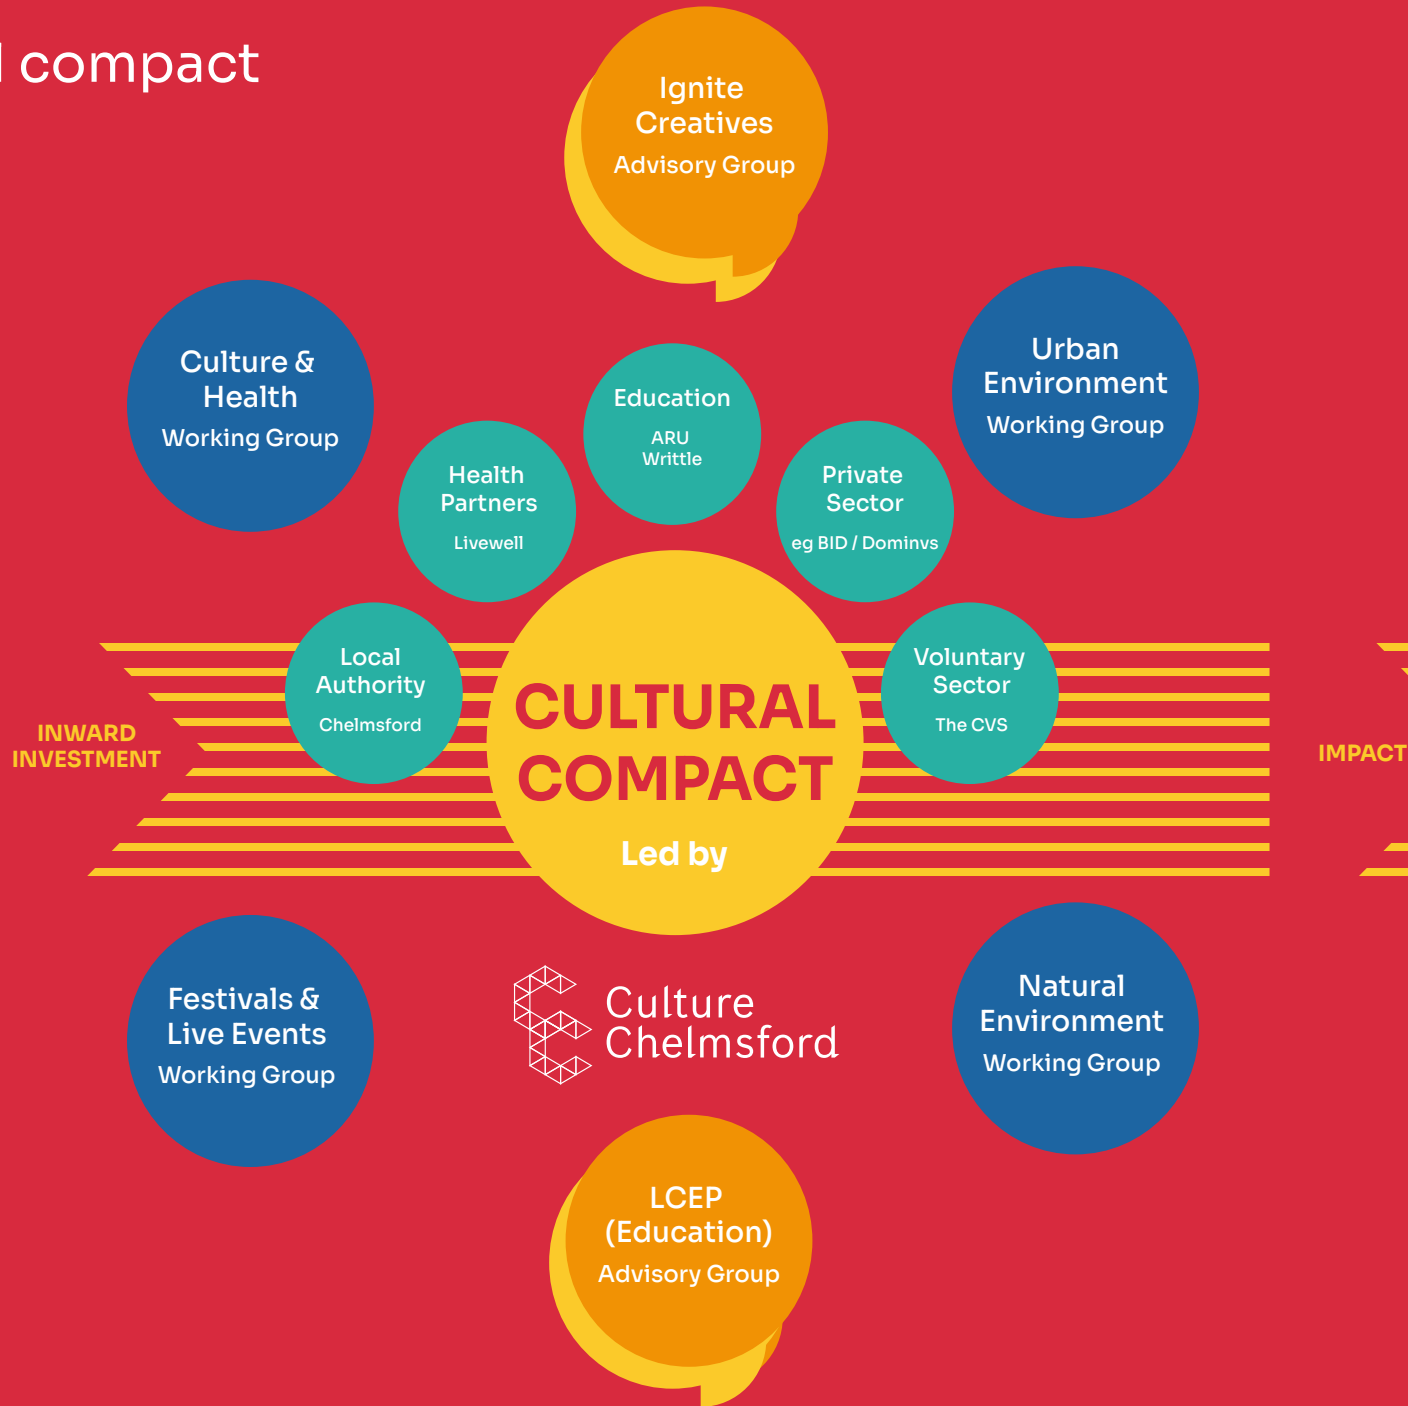 compact
Ignite
Creatives
Advisory Group
Culture &
Health
Working Group
Urban
Environment
Working Group
Education
ARU
Writtle
Health
Partners
Livewell
Private
Sector
eg BID / Dominvs
Local
Authority
Chelmsford
Voluntary
Sector
The CVS
INWARD
INVESTMENT
CULTURAL
COMPACT
Led by
IMPACT
Culture
Chelmsford
Festivals &
Live Events
Working Group
Natural
Environment
Working Group
LCEP
(Education)
Advisory Group